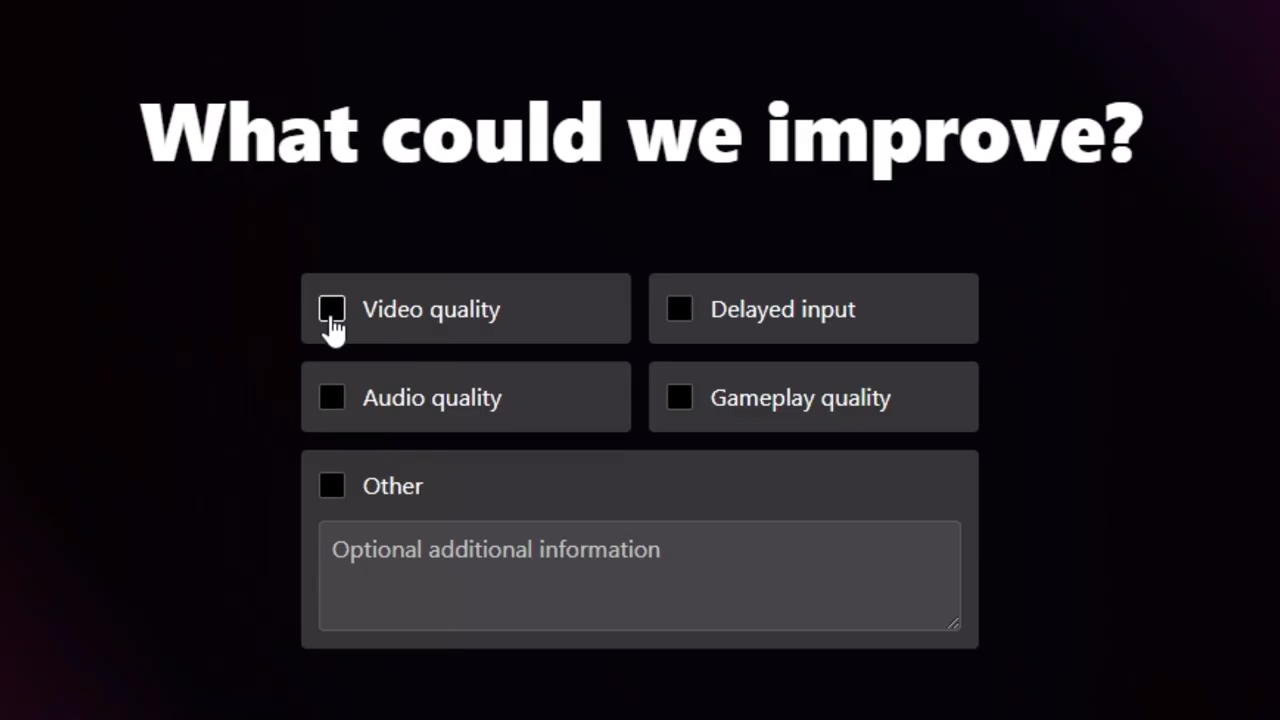 What could we improve?
Video quality
Delayed input
Audio quality
Gameplay quality
Other
Optional additional information